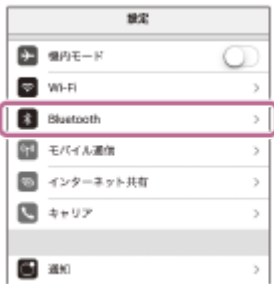 設定
機内モード
Wi-Fi
Bluetooth
モバイル通信
インターネット共有
キャリア
通知